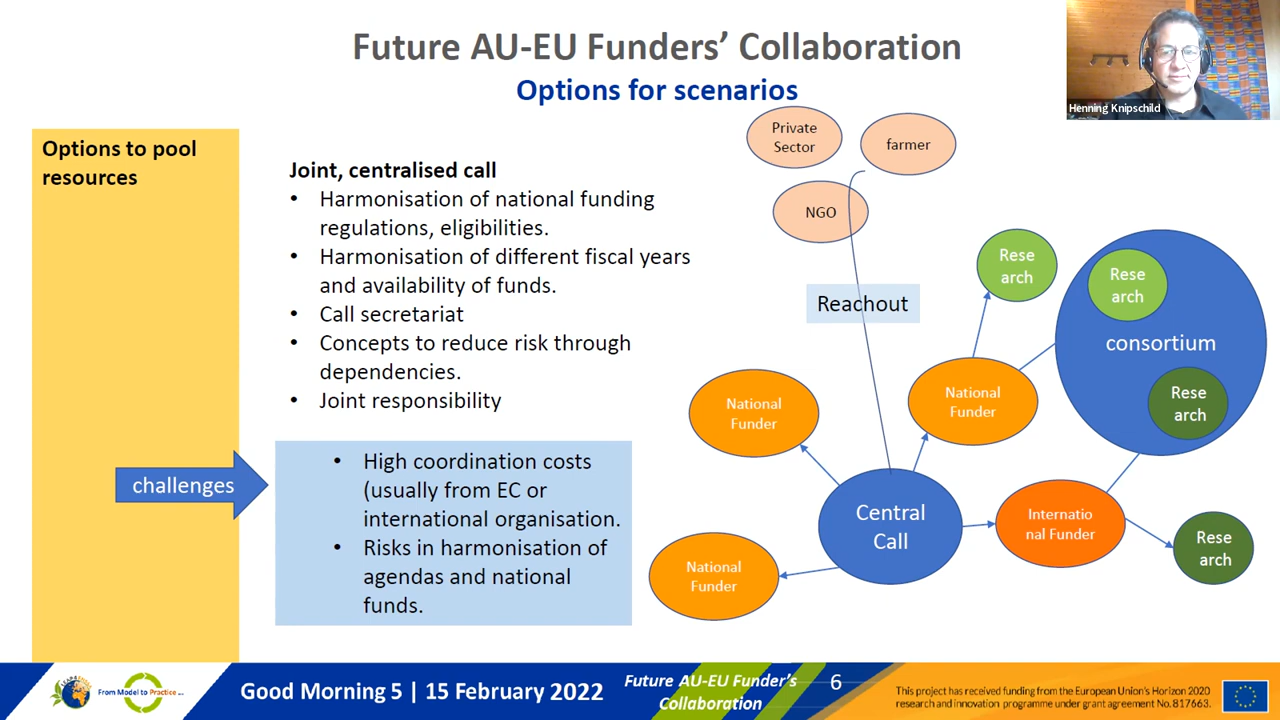 Future AU-EU Funders' Collaboration
Options for scenarios
Henning Knipschild
Options to pool
resources
Joint, centralised call
• Harmonisation of national funding
regulations, eligibilities.
• Harmonisation of different fiscal years
and availability of funds.
• Call secretariat
• Concepts to reduce risk through
dependencies.
• Joint responsibility
challenges
• High coordination costs
(usually from EC or
international organisation.
• Risks in harmonisation of
agendas and national
funds.
Private
Sector
farmer
NGO
Reachout
Rese
arch
Rese
arch
consortium
Rese
arch
National
Funder
National
Funder
Central
Call
Internatio
nal Funder
Rese
arch
National
Funder
From Model to Practice
Good Morning 5 | 15 February 2022
Future AU-EU Funder's
Collaboration
6
This project has received funding from the European Union's Horizon 2020
research and innovation programme under grant agreement No. 817663.